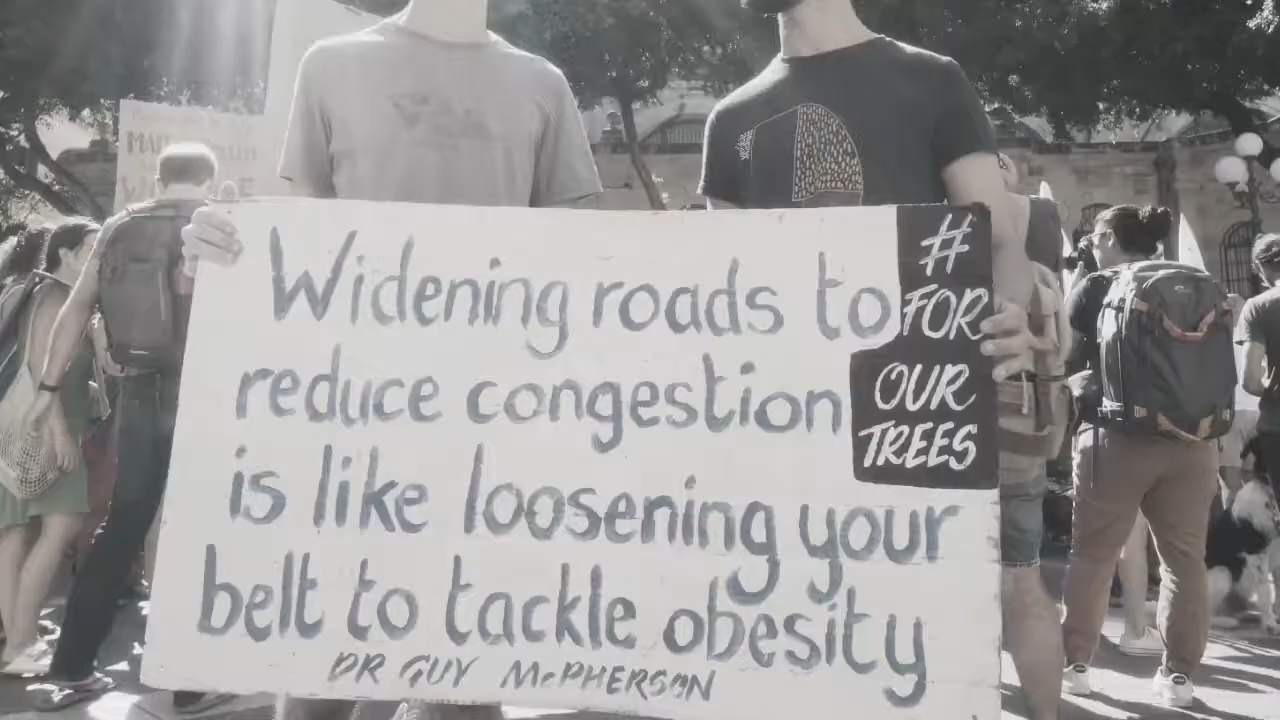 Widening roads to
reduce congestion
is like loosening your
belt to tackle obesity
DR GUY McPHERSON
#
FOR
OUR
TREES